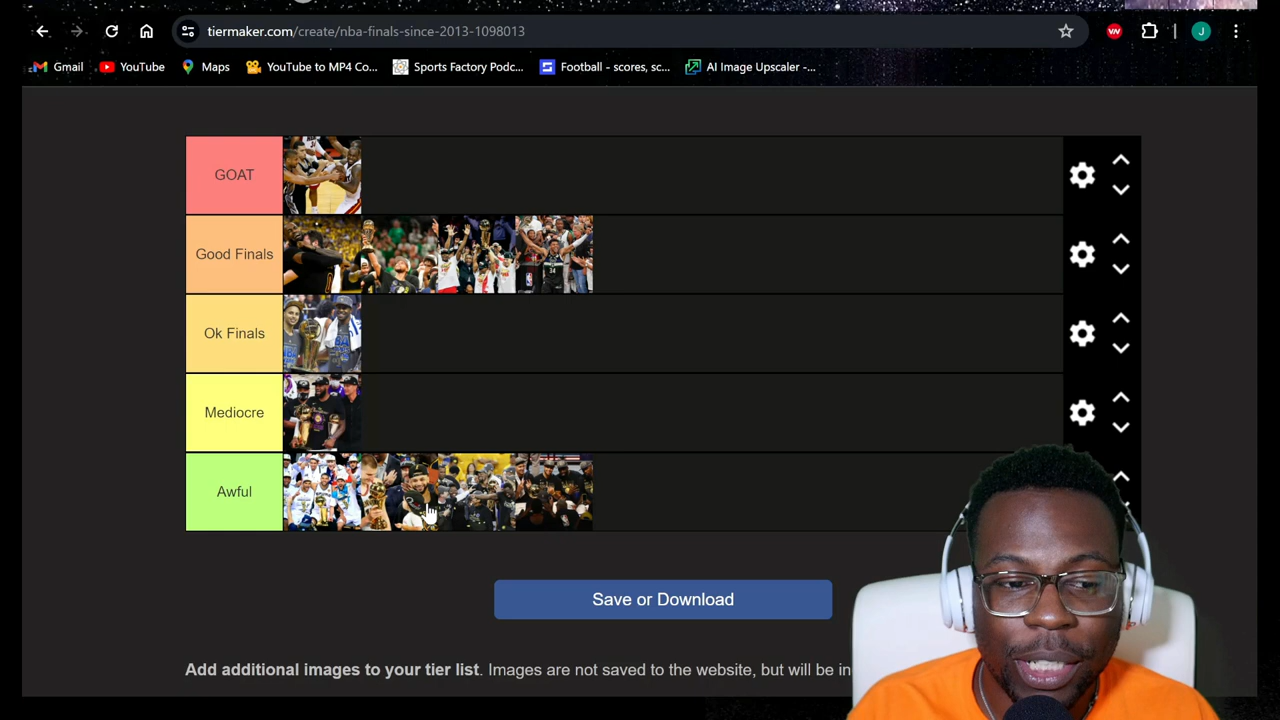 tiermaker.com/create/nba-finals-since-2013-1098013
J
Gmail
YouTube
Maps
YouTube to MP4 Co...
Sports Factory Podc...
Football - scores, sc...
AI Image Upscaler -...
GOAT
Good Finals
34
Ok Finals
Mediocre
Awful
Save or Download
Add additional images to your tier list. Images are not saved to the website, but will be in